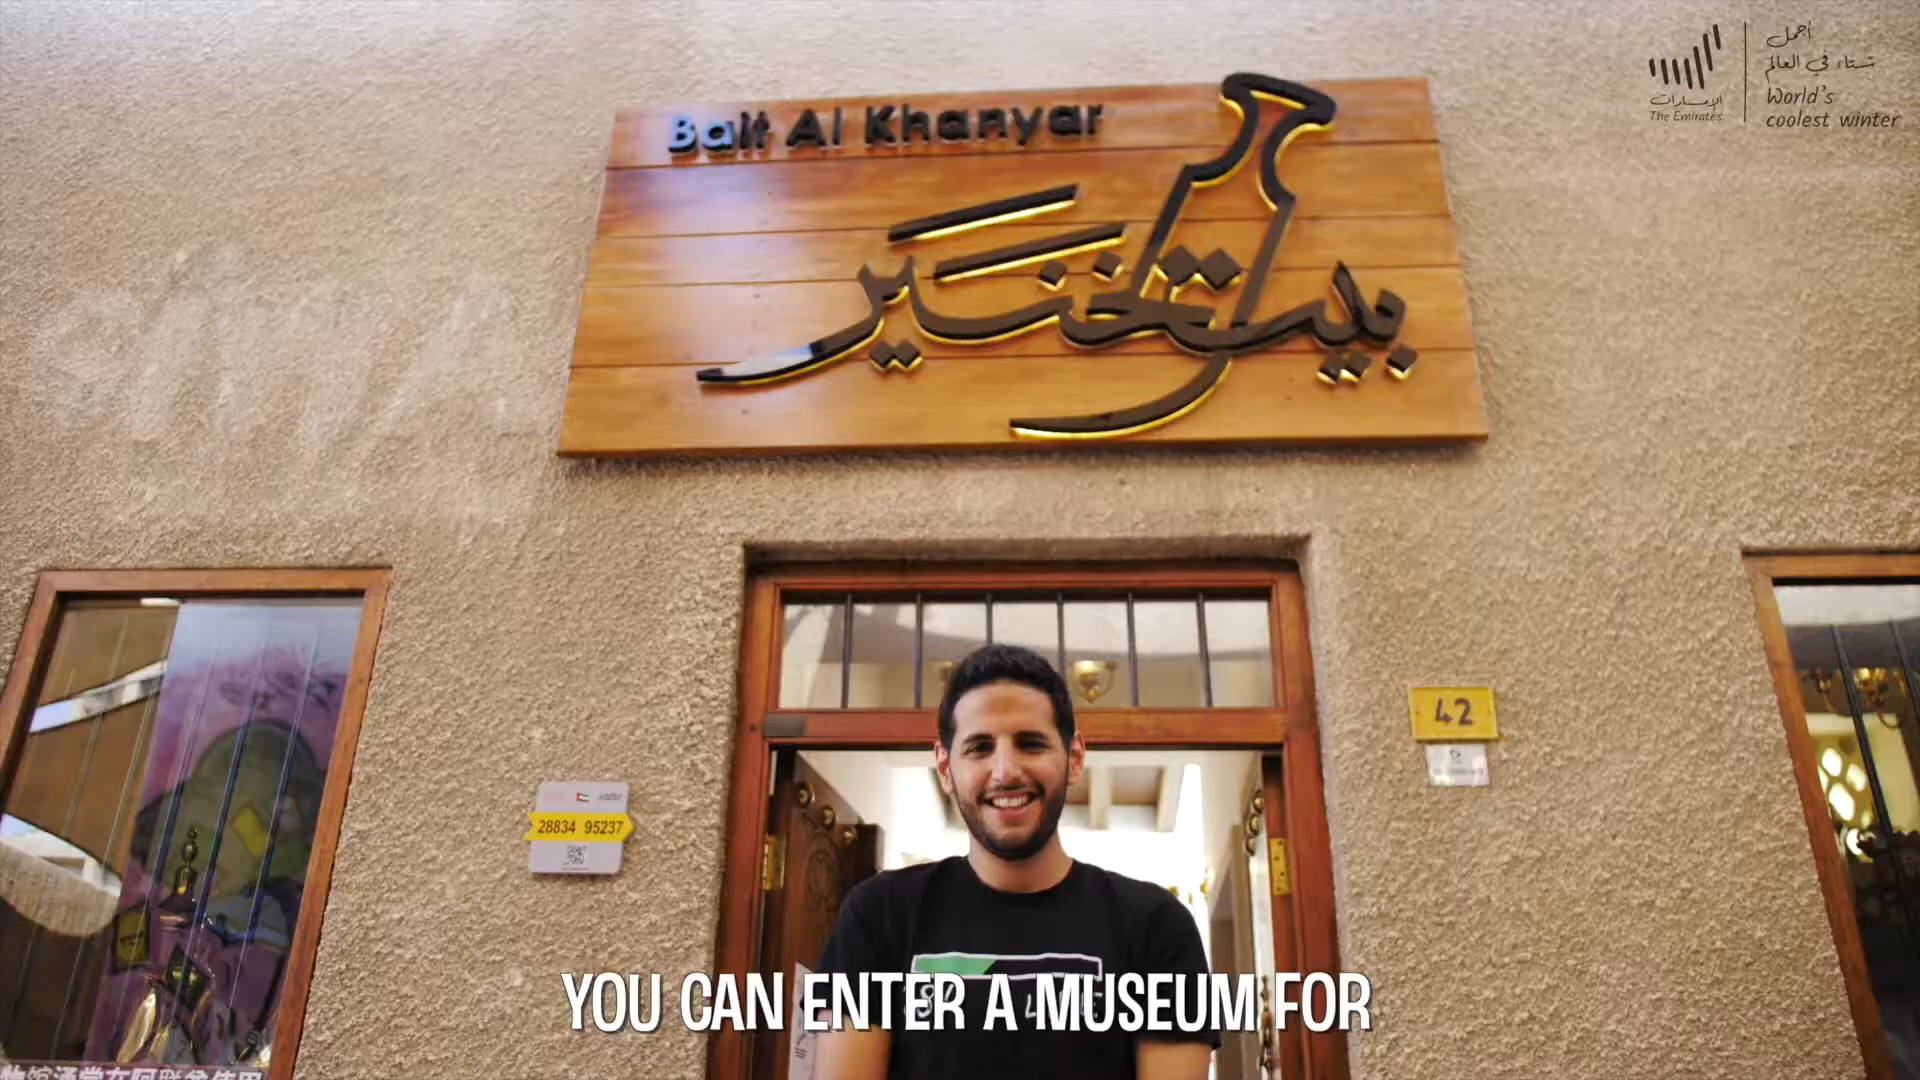 أجمل
شتاء في العالم
World's
coolest winter
الإمارات
The Emirates
Bait Al Khanyar
بيت الخنير
42
28834 95237
YOU CAN ENTER A MUSEUM FOR